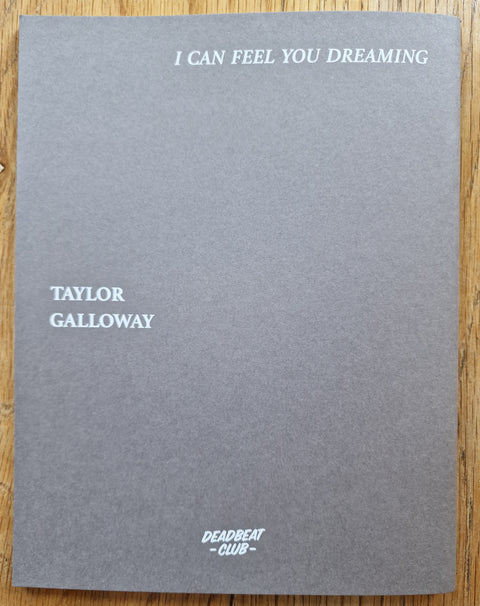 I CAN FEEL YOU DREAMING
TAYLOR
GALLOWAY
DEADBEAT
-CLUB-